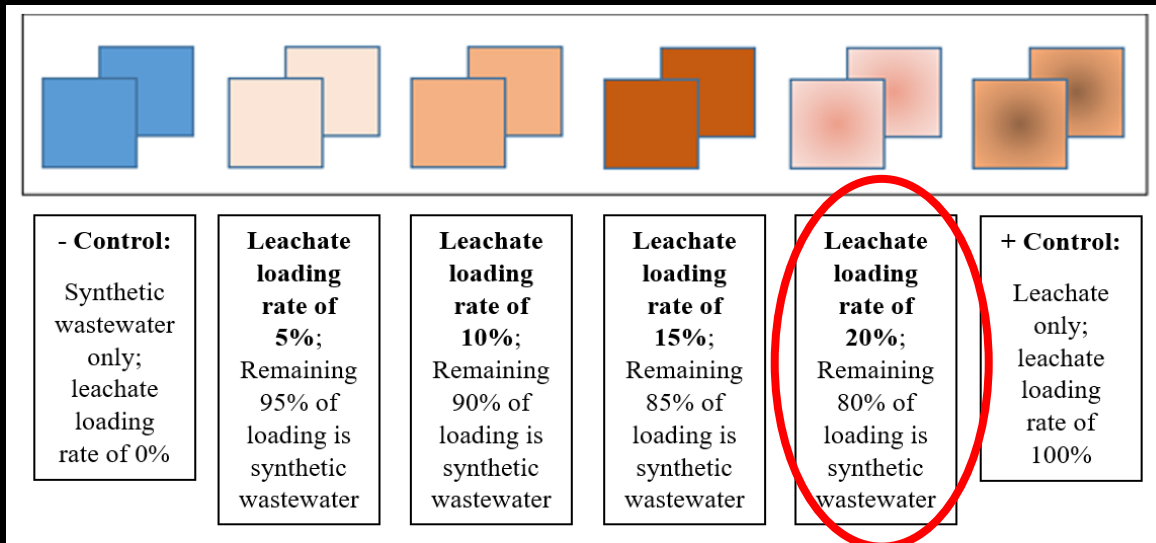 - Control:
Synthetic
wastewater
only;
leachate
loading
rate of 0%
Leachate
loading
rate of
5%;
Remaining
95% of
loading is
synthetic
wastewater
Leachate
loading
rate of
10%;
Remaining
90% of
loading is
synthetic
wastewater
Leachate
loading
rate of
15%;
Remaining
85% of
loading is
synthetic
wastewater
Leachate
loading
rate of
20%;
Remaining
80% of
loading is
synthetic
wastewater
+ Control:
Leachate
only;
leachate
loading
rate of
100%